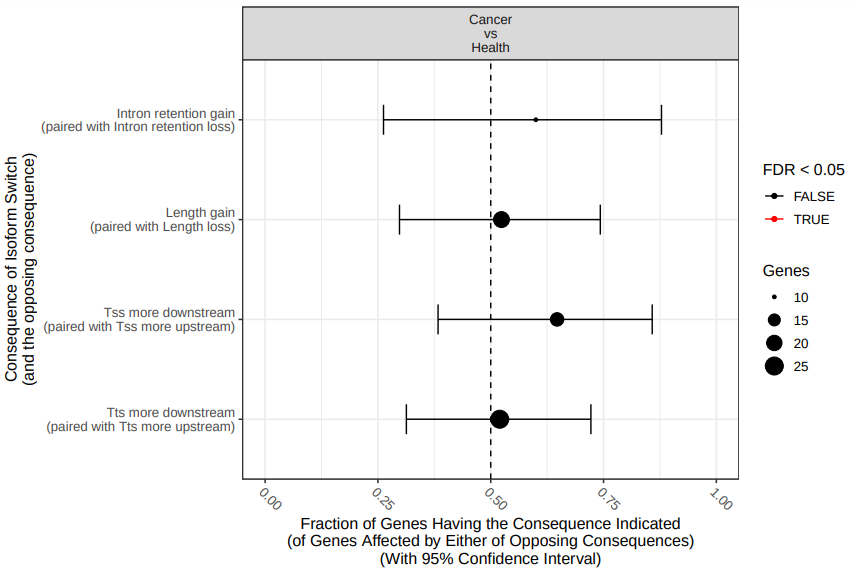 Cancer
vs
Health
Consequence of Isoform Switch
(and the opposing consequence)
Intron retention gain
(paired with Intron retention loss)
Length gain
(paired with Length loss)
Tss more downstream
(paired with Tss more upstream)
Tts more downstream
(paired with Tts more upstream)
0.00
0.25
0.50
0.75
1.00
Fraction of Genes Having the Consequence Indicated
(of Genes Affected by Either of Opposing Consequences)
(With 95% Confidence Interval)
FDR < 0.05
FALSE
TRUE
Genes
10
15
20
25